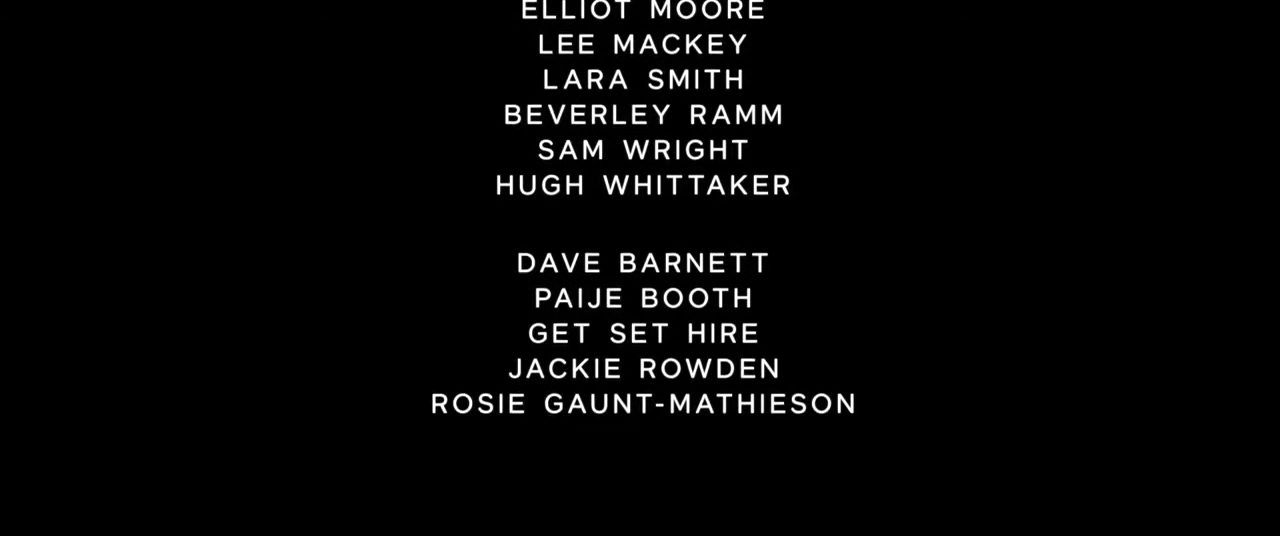 ELLIOT MOORE
LEE MACKEY
LARA SMITH
BEVERLEY RAMM
SAM WRIGHT
HUGH WHITTAKER
DAVE BARNETT
PAIJE BOOTH
GET SET HIRE
JACKIE ROWDEN
ROSIE GAUNT-MATHIESON